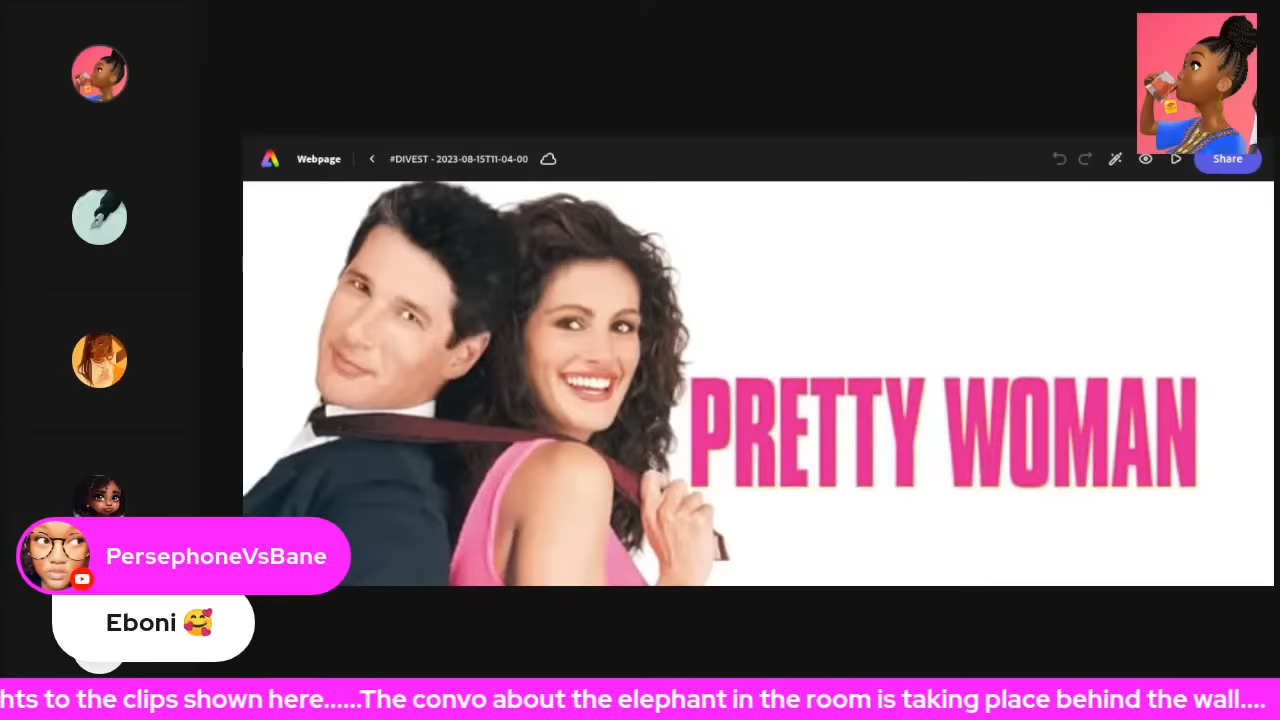 Webpage
#DIVEST - 2023-08-15T11-04-00
Share
PRETTY WOMAN
PersephoneVsBane
Eboni 🥰
hts to the clips shown here......The convo about the elephant in the room is taking place behind the wall....